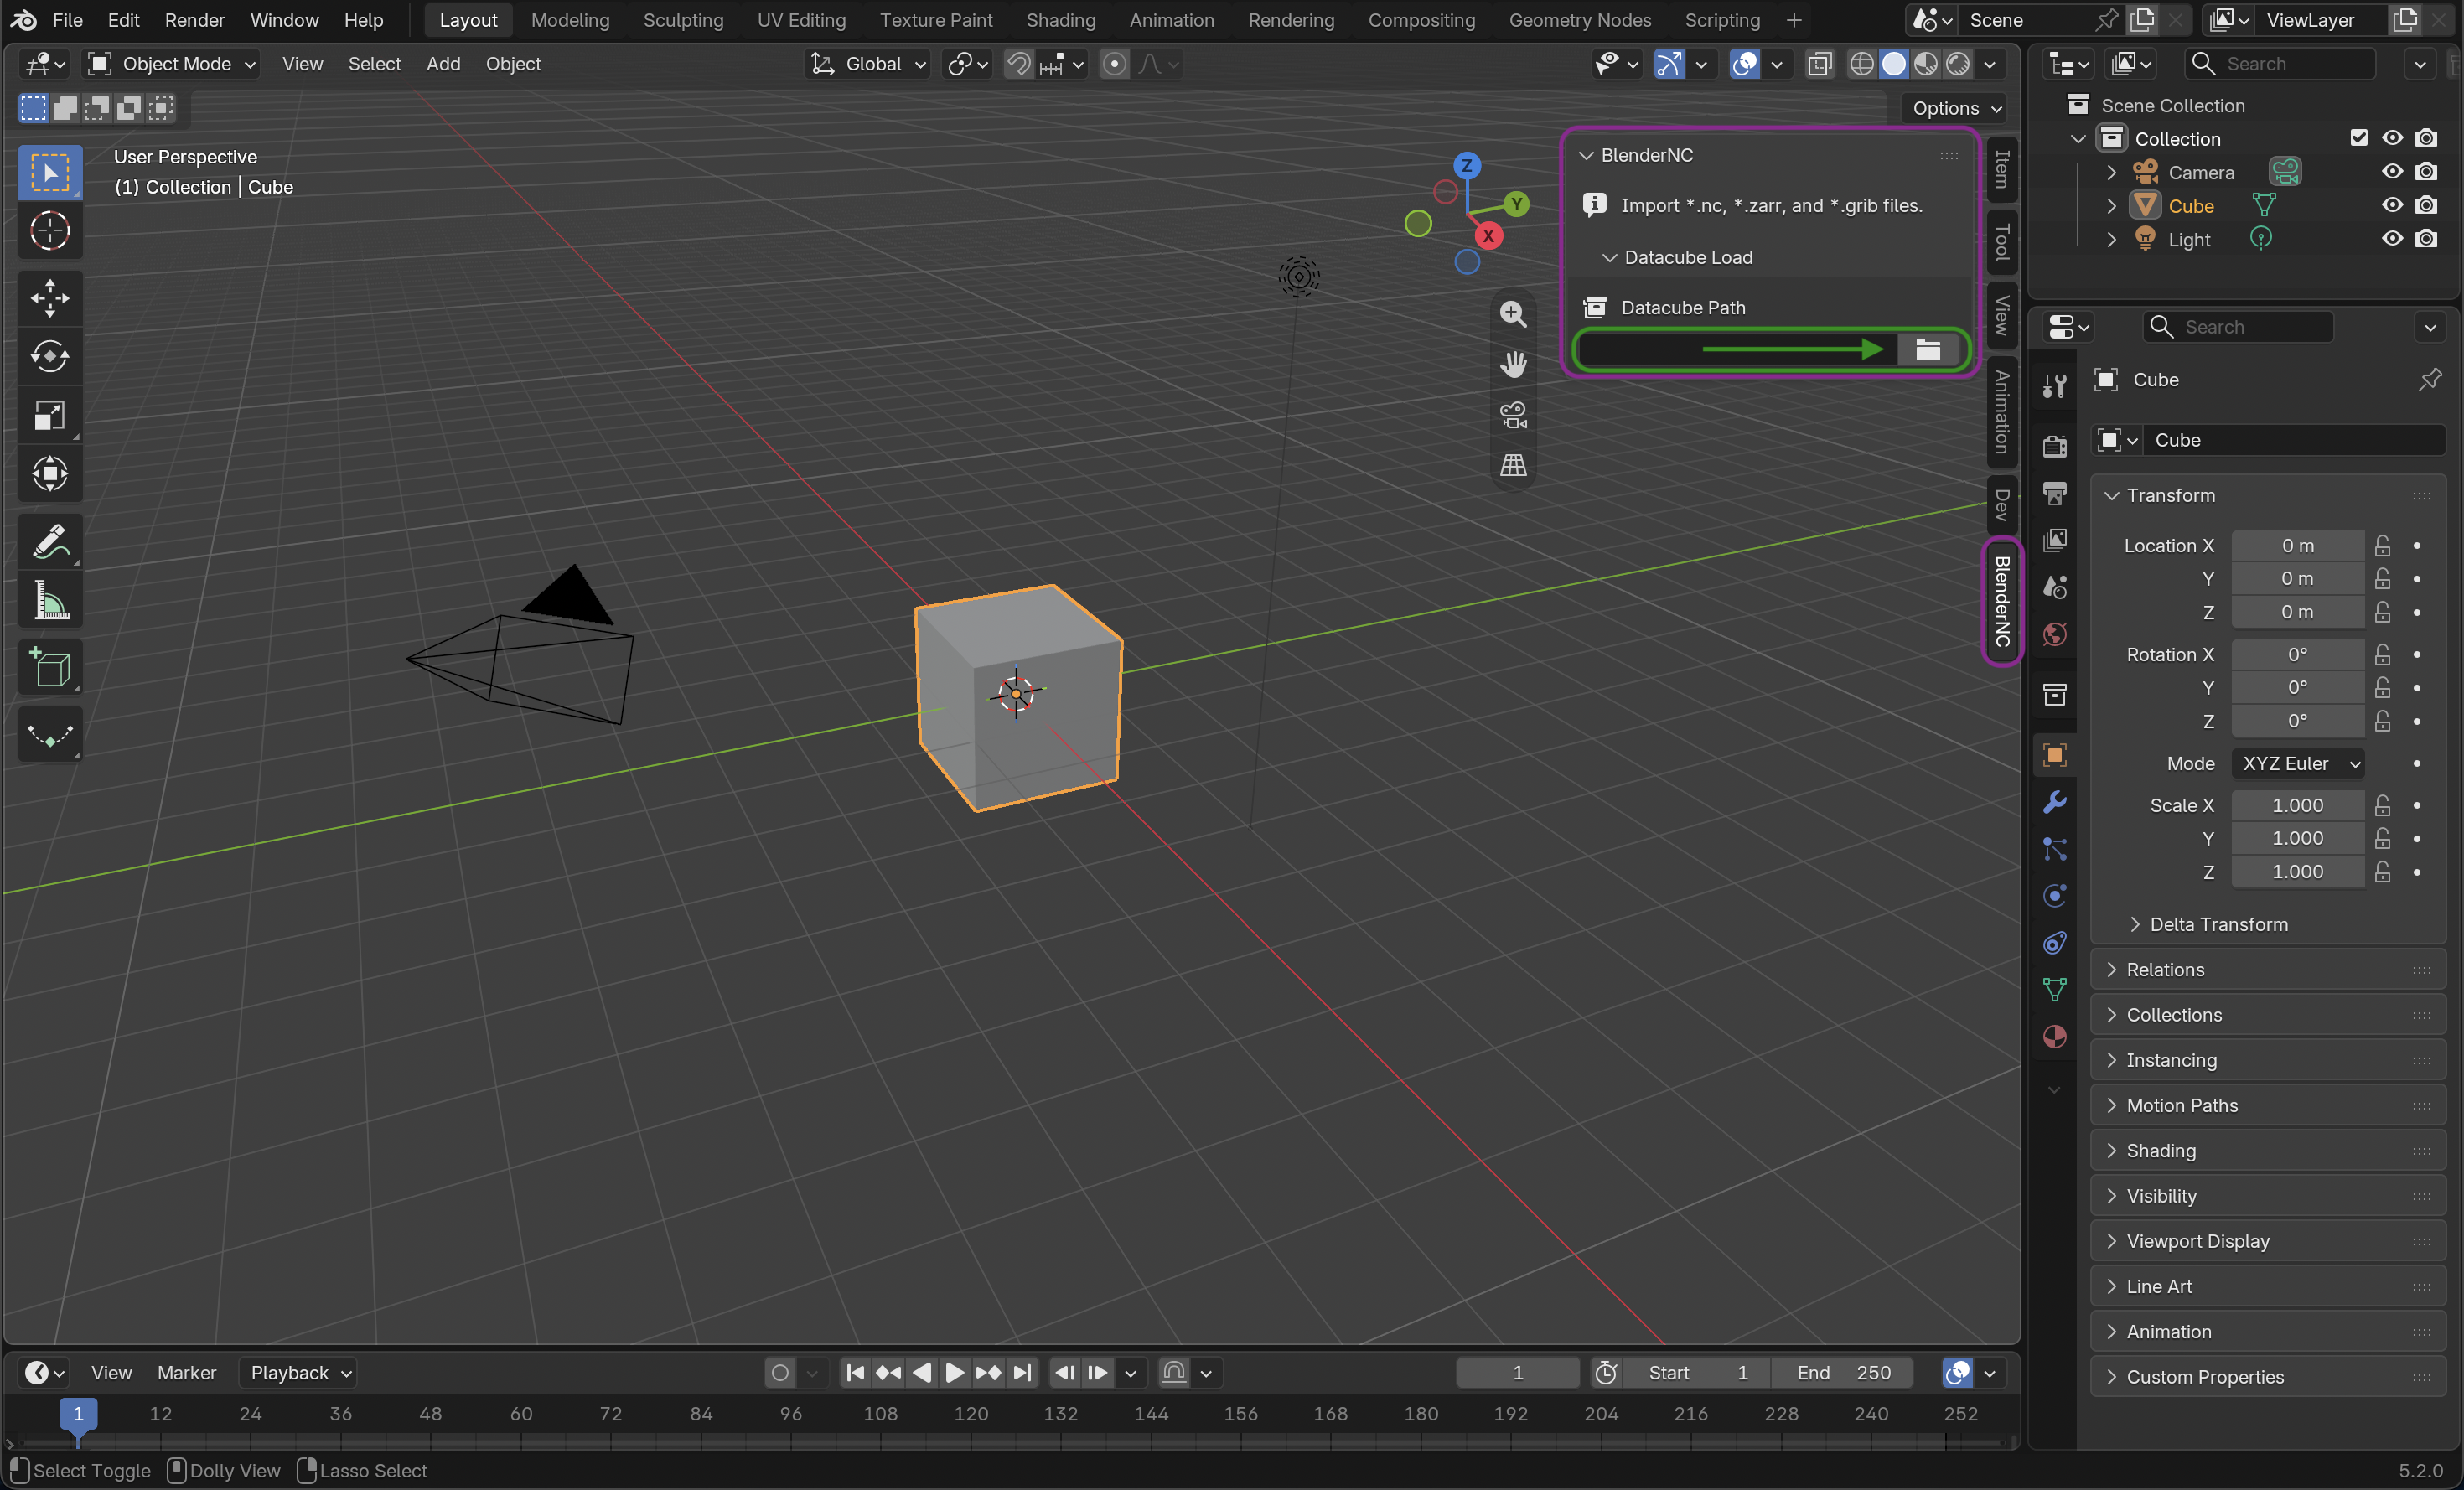 File Edit Render Window Help Layout Modeling Sculpting UV Editing Texture Paint Shading Animation Rendering Compositing Geometry Nodes Scripting + Scene ViewLayer
Object Mode View Select Add Object Global
Options
User Perspective
(1) Collection | Cube
Z
Y
X
BlenderNC
Import *.nc, *.zarr, and *.grib files.
Datacube Load
Datacube Path
Item
Tool
View
Animation
Dev
BlenderNC
Search
Scene Collection
Collection
Camera
Cube
Light
Search
Cube
Cube
Transform
Location X 0 m
Y 0 m
Z 0 m
Rotation X 0°
Y 0°
Z 0°
Mode XYZ Euler
Scale X 1.000
Y 1.000
Z 1.000
Delta Transform
Relations
Collections
Instancing
Motion Paths
Shading
Visibility
Viewport Display
Line Art
Animation
Custom Properties
View Marker Playback 1 Start 1 End 250
1 12 24 36 48 60 72 84 96 108 120 132 144 156 168 180 192 204 216 228 240 252
Select Toggle Dolly View Lasso Select 5.2.0